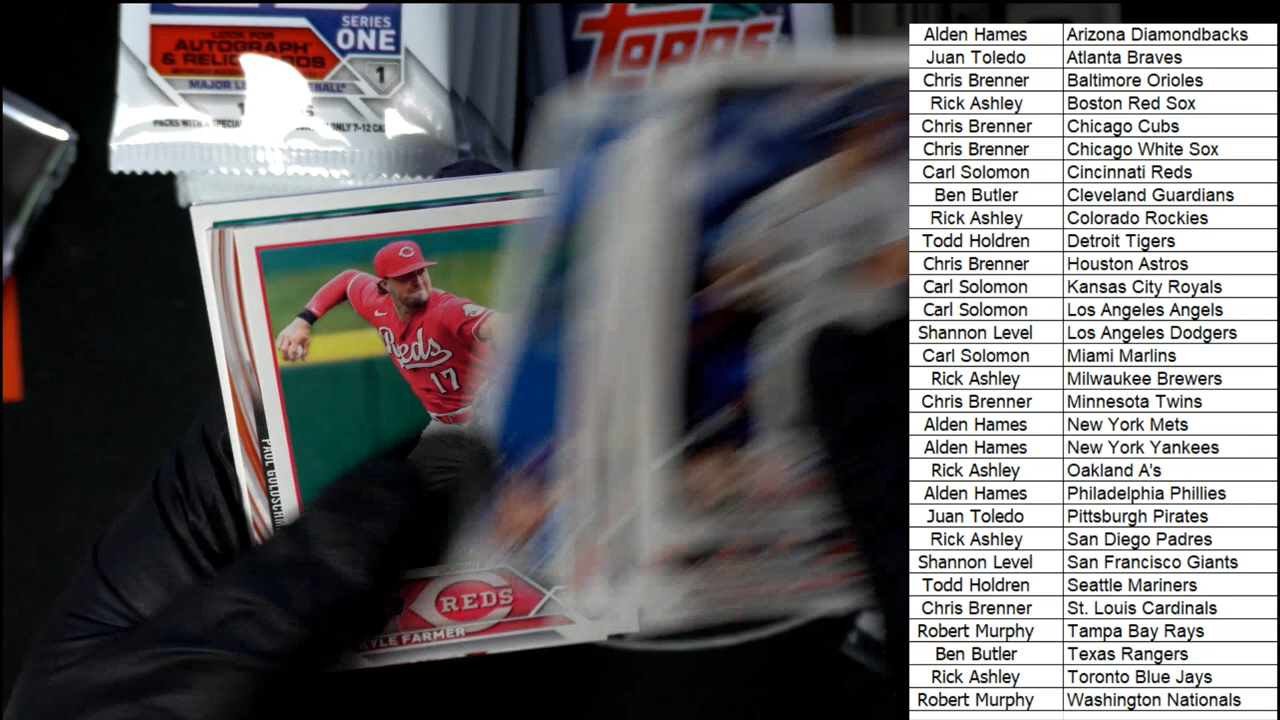 SERIES
ONE
LOOK FOR
AUTOGRAPH
1
TOPPS
Reds
17
PAUL
REDS
KYLE FARMER
Alden Hames Arizona Diamondbacks
Juan Toledo Atlanta Braves
Chris Brenner Baltimore Orioles
Rick Ashley Boston Red Sox
Chris Brenner Chicago Cubs
Chris Brenner Chicago White Sox
Carl Solomon Cincinnati Reds
Ben Butler Cleveland Guardians
Rick Ashley Colorado Rockies
Todd Holdren Detroit Tigers
Chris Brenner Houston Astros
Carl Solomon Kansas City Royals
Carl Solomon Los Angeles Angels
Shannon Level Los Angeles Dodgers
Carl Solomon Miami Marlins
Rick Ashley Milwaukee Brewers
Chris Brenner Minnesota Twins
Alden Hames New York Mets
Alden Hames New York Yankees
Rick Ashley Oakland A's
Alden Hames Philadelphia Phillies
Juan Toledo Pittsburgh Pirates
Rick Ashley San Diego Padres
Shannon Level San Francisco Giants
Todd Holdren Seattle Mariners
Chris Brenner St. Louis Cardinals
Robert Murphy Tampa Bay Rays
Ben Butler Texas Rangers
Rick Ashley Toronto Blue Jays
Robert Murphy Washington Nationals